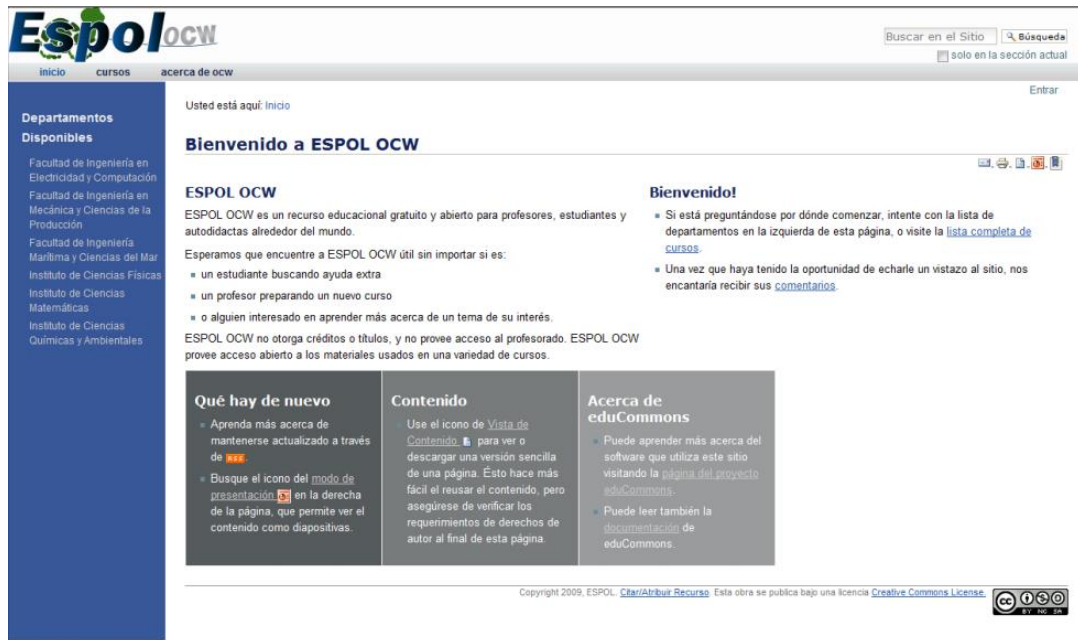 Espol OCW
Buscar en el Sitio
Búsqueda
solo en la sección actual
inicio cursos acerca de ocw
Entrar
Usted está aquí: Inicio
Departamentos
Disponibles
Facultad de Ingeniería en
Electricidad y Computación
Facultad de Ingeniería en
Mecánica y Ciencias de la
Producción
Facultad de Ingeniería
Marítima y Ciencias del Mar
Instituto de Ciencias Físicas
Instituto de Ciencias
Matemáticas
Instituto de Ciencias
Químicas y Ambientales
Bienvenido a ESPOL OCW
ESPOL OCW
ESPOL OCW es un recurso educacional gratuito y abierto para profesores, estudiantes y
autodidactas alrededor del mundo.
Esperamos que encuentre a ESPOL OCW útil sin importar si es:
un estudiante buscando ayuda extra
un profesor preparando un nuevo curso
o alguien interesado en aprender más acerca de un tema de su interés.
ESPOL OCW no otorga créditos o títulos, y no provee acceso al profesorado. ESPOL OCW
provee acceso abierto a los materiales usados en una variedad de cursos.
Bienvenido!
Si está preguntándose por dónde comenzar, intente con la lista de
departamentos en la izquierda de esta página, o visite la lista completa de
cursos.
Una vez que haya tenido la oportunidad de echarle un vistazo al sitio, nos
encantaría recibir sus comentarios.
Qué hay de nuevo
Aprenda más acerca de
mantenerse actualizado a través
de RSS.
Busque el icono del modo de
presentación en la derecha
de la página, que permite ver el
contenido como diapositivas.
Contenido
Use el icono de Vista de
Contenido para ver o
descargar una versión sencilla
de una página. Ésto hace más
fácil el reusar el contenido, pero
asegúrese de verificar los
requerimientos de derechos de
autor al final de esta página.
Acerca de
eduCommons
Puede aprender más acerca del
software que utiliza este sitio
visitando la página del proyecto
eduCommons.
Puede leer también la
documentación de
eduCommons.
Copyright 2009, ESPOL. Citar/Atribuir Recurso. Esta obra se publica bajo una licencia Creative Commons License.
cc
BY NC SA